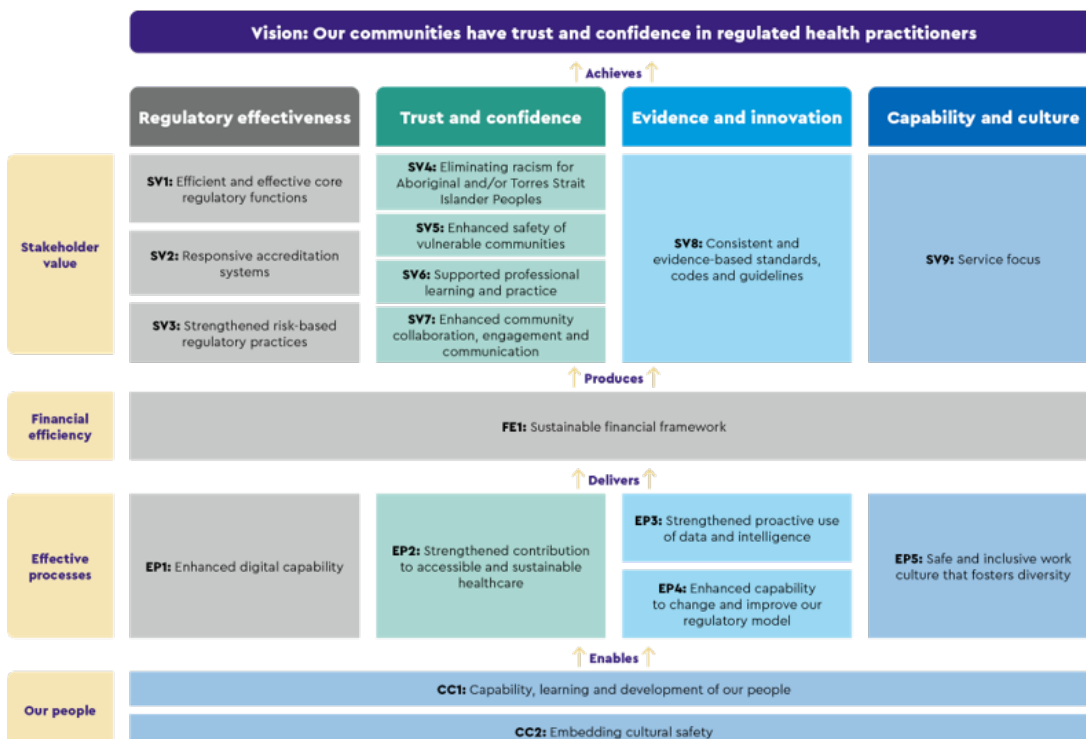 Vision: Our communities have trust and confidence in regulated health practitioners
Achieves
Regulatory effectiveness
Trust and confidence
Evidence and innovation
Capability and culture
Stakeholder
value
SV1: Efficient and effective core
regulatory functions
SV2: Responsive accreditation
systems
SV3: Strengthened risk-based
regulatory practices
SV4: Eliminating racism for
Aboriginal and/or Torres Strait
Islander Peoples
SV5: Enhanced safety of
vulnerable communities
SV6: Supported professional
learning and practice
SV7: Enhanced community
collaboration, engagement and
communication
SV8: Consistent and
evidence-based standards,
codes and guidelines
SV9: Service focus
Produces
Financial
efficiency
FE1: Sustainable financial framework
Delivers
Effective
processes
EP1: Enhanced digital capability
EP2: Strengthened contribution
to accessible and sustainable
healthcare
EP3: Strengthened proactive use
of data and intelligence
EP4: Enhanced capability
to change and improve our
regulatory model
EP5: Safe and inclusive work
culture that fosters diversity
Enables
Our people
CC1: Capability, learning and development of our people
CC2: Embedding cultural safety